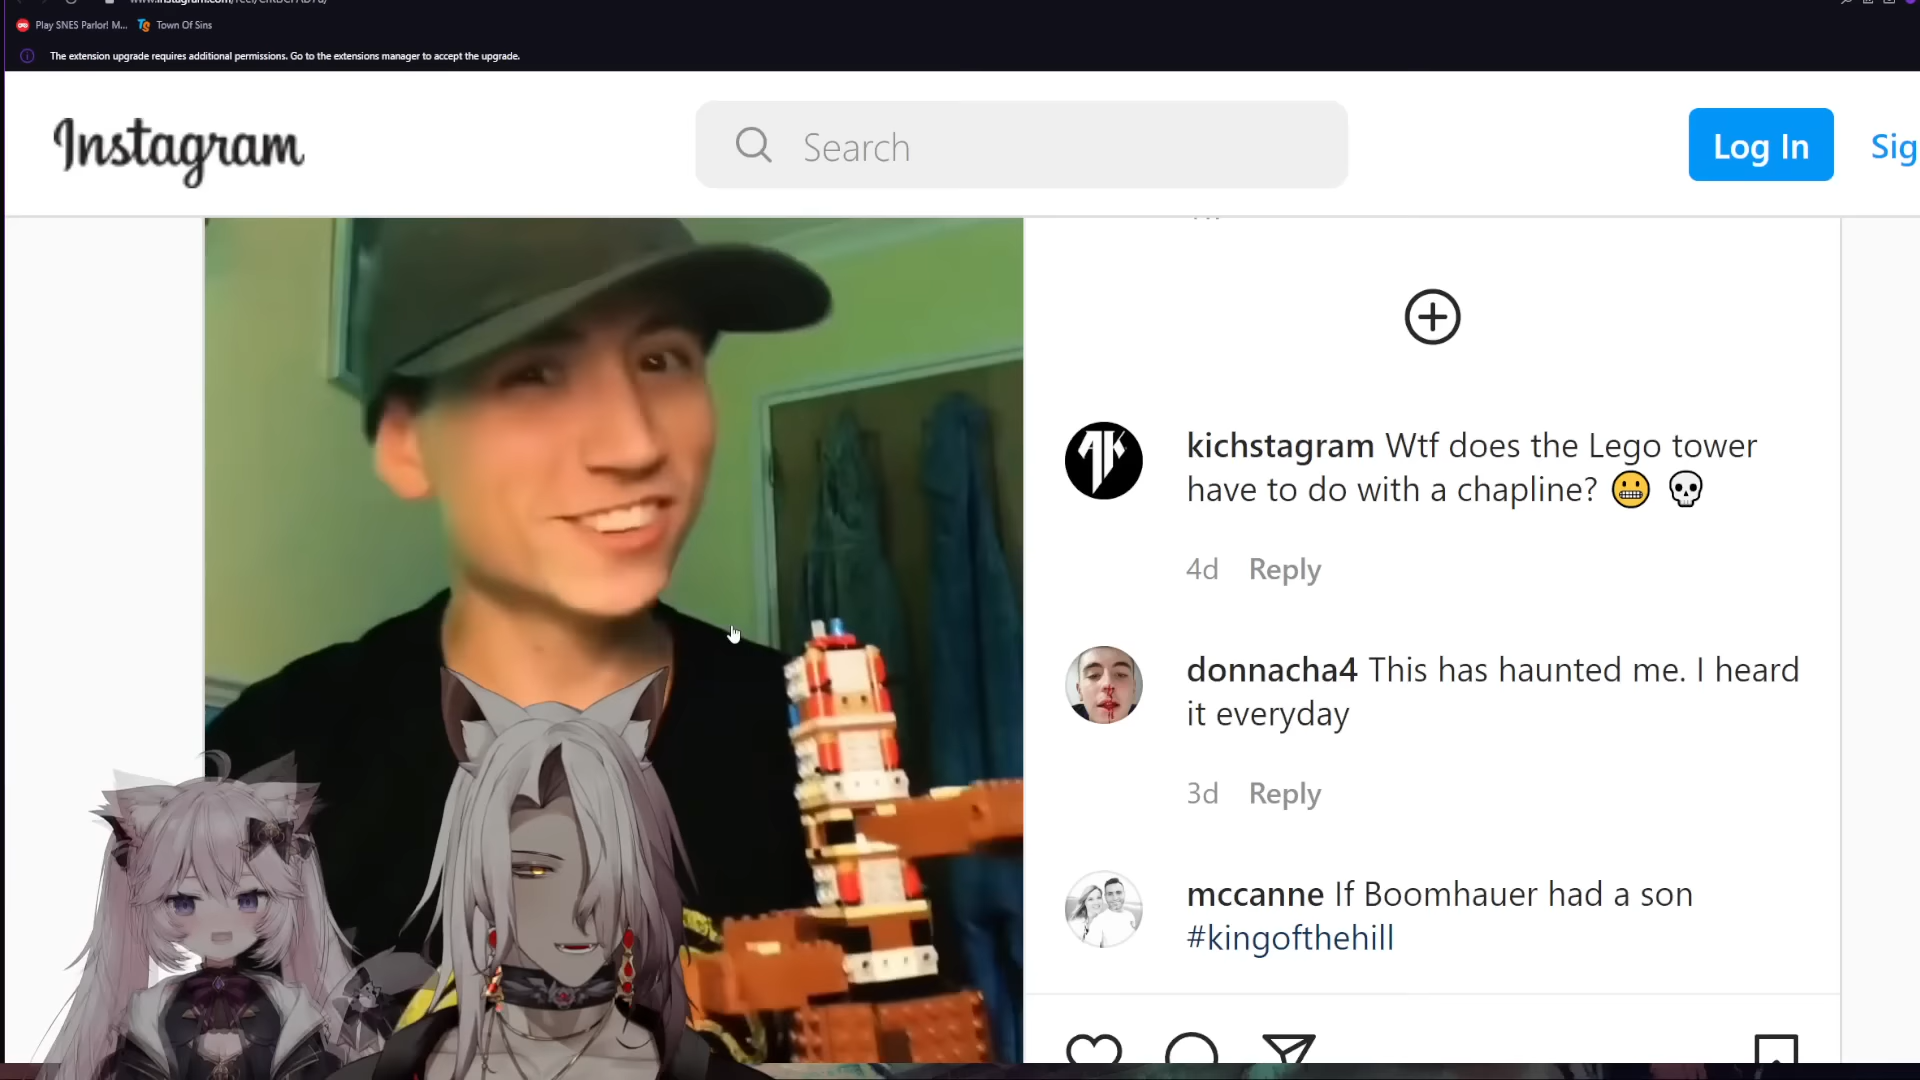 Play SNES Parlor! M... Town Of Sins
The extension upgrade requires additional permissions. Go to the extensions manager to accept the upgrade.
Instagram
Search
Log In
Sig
kichstagram Wtf does the Lego tower
have to do with a chapline? 😬 💀
4d Reply
donnacha4 This has haunted me. I heard
it everyday
3d Reply
mccanne If Boomhauer had a son
#kingofthehill